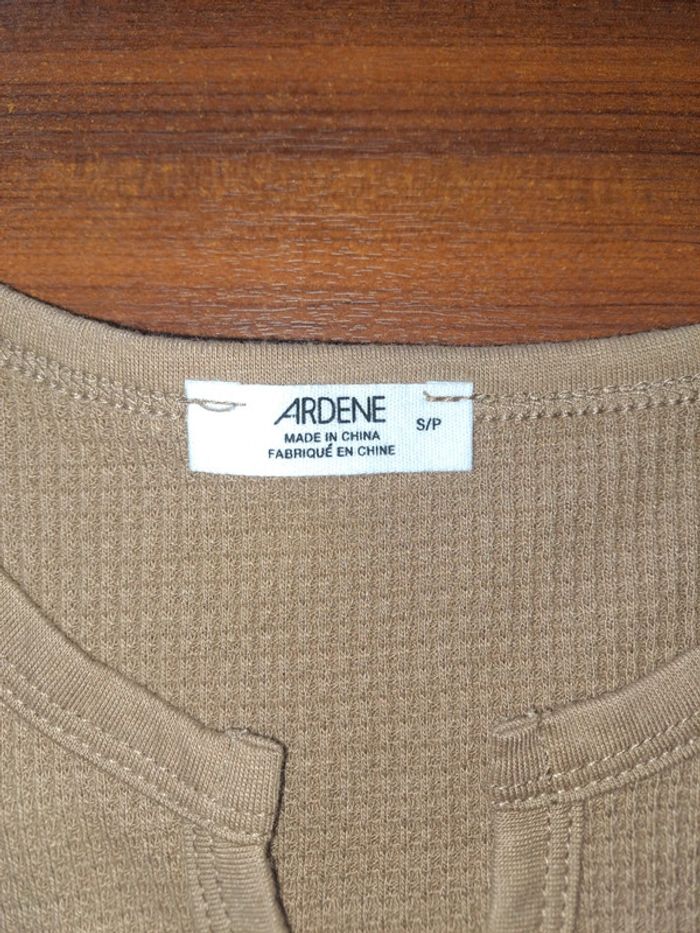 ARDENE
S/P
MADE IN CHINA
FABRIQUÉ EN CHINE